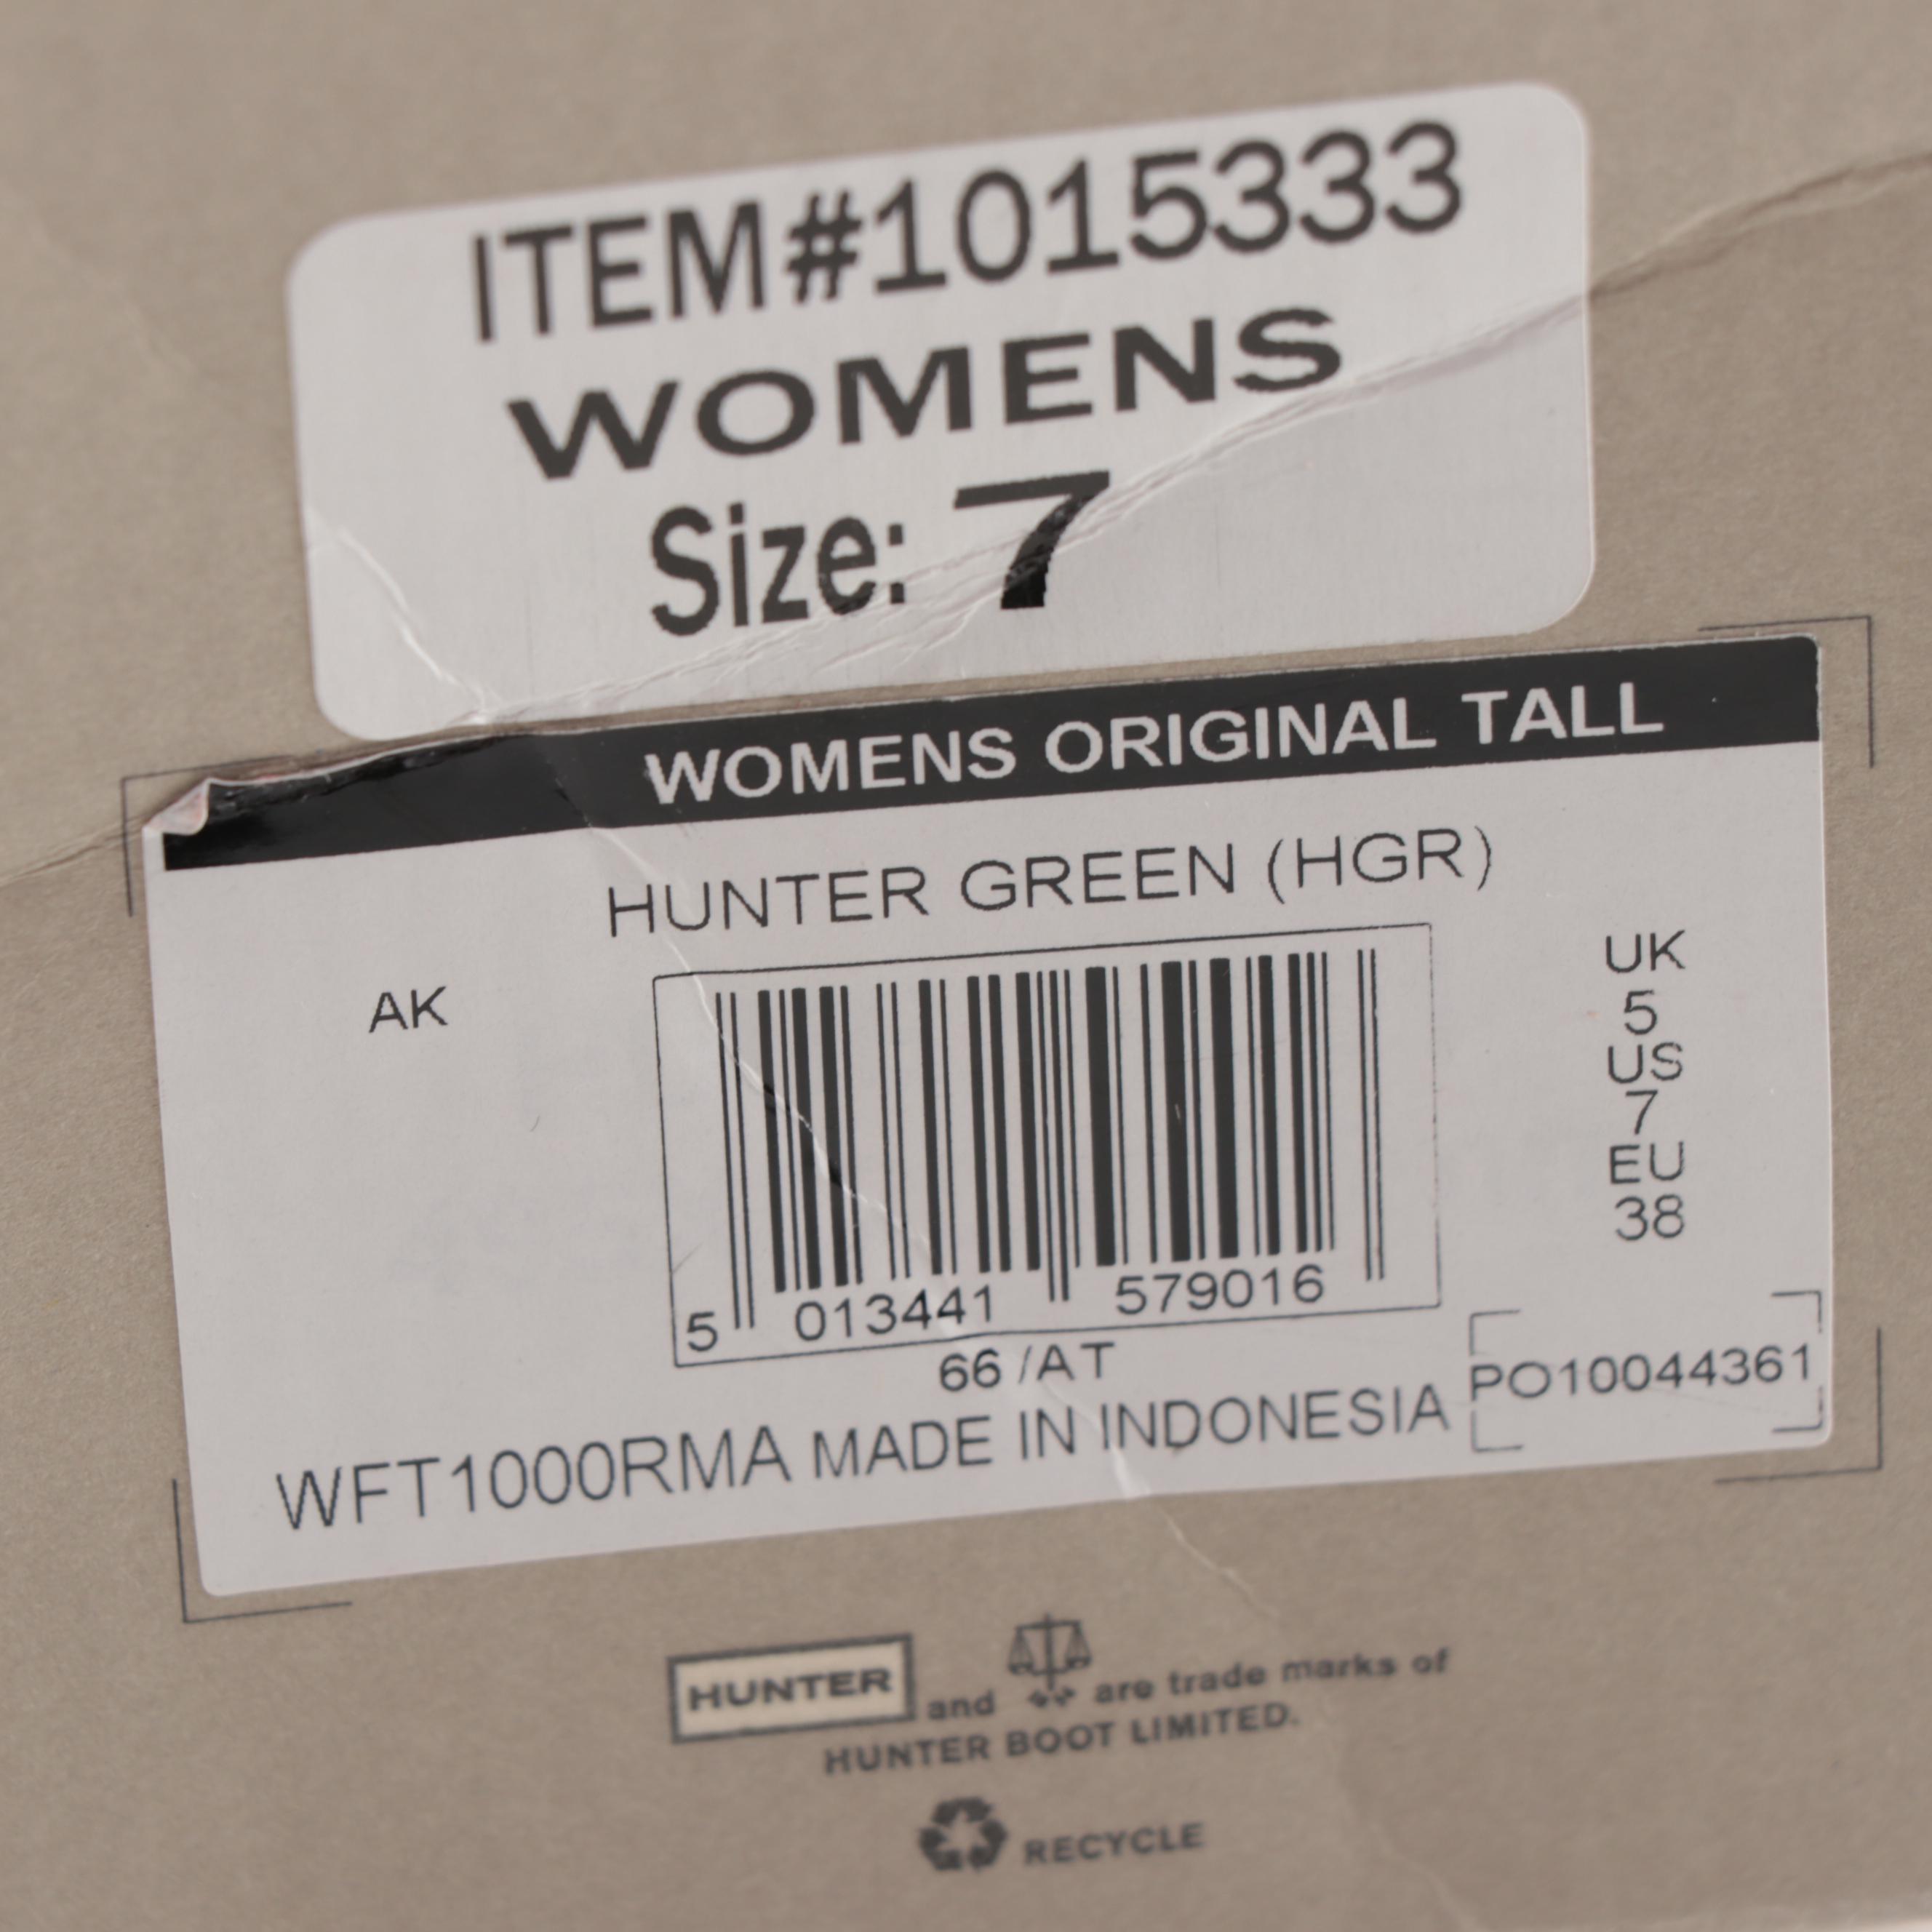 ITEM#1015333
WOMENS
Size: 7
WOMENS ORIGINAL TALL
HUNTER GREEN (HGR)
AK
UK
5
US
7
EU
38
5 013441 579016
66 /AT
PO10044361
WFT1000RMA MADE IN INDONESIA
HUNTER and are trade marks of
HUNTER BOOT LIMITED.
RECYCLE